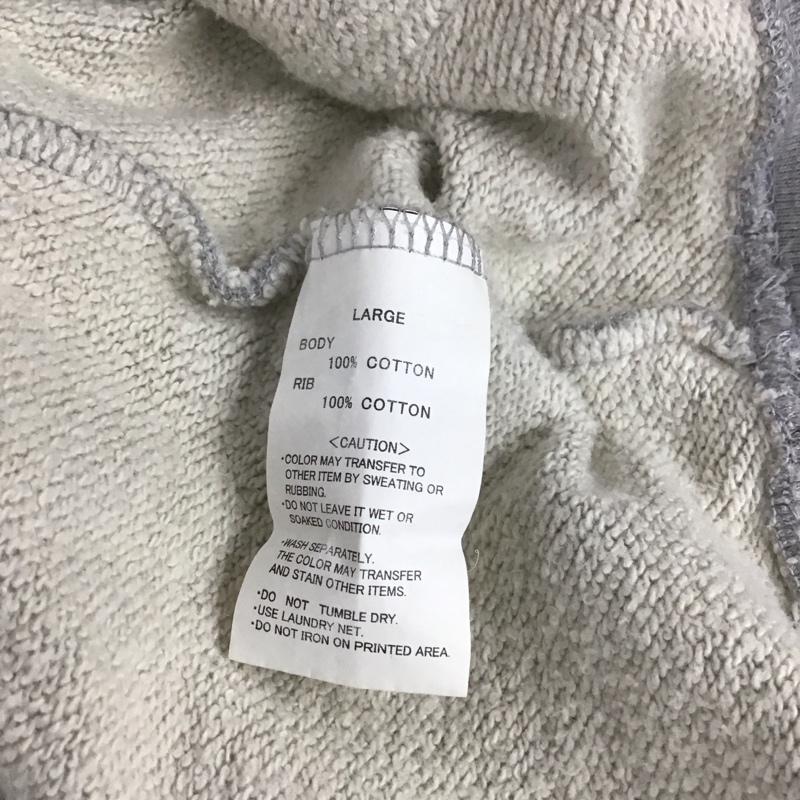 LARGE
BODY
100% COTTON
RIB
100% COTTON
<CAUTION>
・COLOR MAY TRANSFER TO
OTHER ITEM BY SWEATING OR
RUBBING.
・DO NOT LEAVE IT WET OR
SOAKED CONDITION.
・WASH SEPARATELY.
THE COLOR MAY TRANSFER
AND STAIN OTHER ITEMS.
・DO NOT TUMBLE DRY.
・USE LAUNDRY NET.
・DO NOT IRON ON PRINTED AREA.